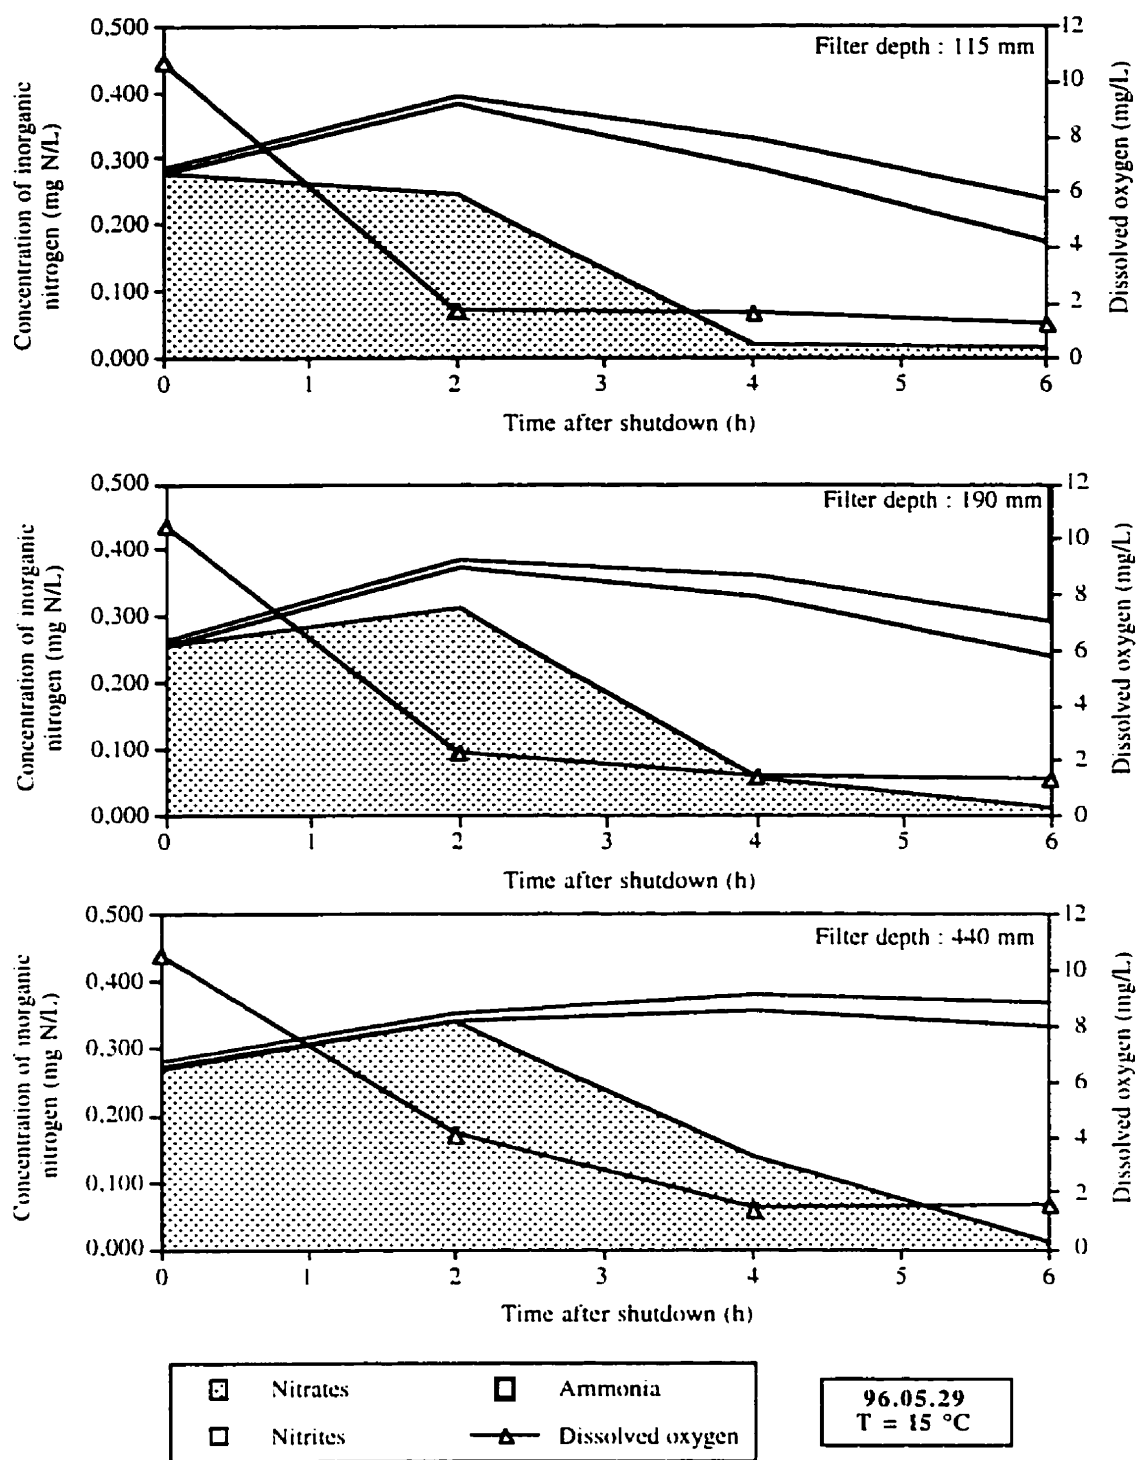 Filter depth : 115 mm
Concentration of inorganic
nitrogen (mg N/L)
0.500
0.400
0.300
0.200
0.100
0.000
12
10
8
6
4
2
0
Dissolved oxygen (mg/L)
0 1 2 3 4 5 6
Time after shutdown (h)
Filter depth : 190 mm
Concentration of inorganic
nitrogen (mg N/L)
0.500
0.400
0.300
0.200
0.100
0.000
12
10
8
6
4
2
0
Dissolved oxygen (mg/L)
0 1 2 3 4 5 6
Time after shutdown (h)
Filter depth : 440 mm
Concentration of inorganic
nitrogen (mg N/L)
0.500
0.400
0.300
0.200
0.100
0.000
12
10
8
6
4
2
0
Dissolved oxygen (mg/L)
0 1 2 3 4 5 6
Time after shutdown (h)
Nitrates Ammonia
Nitrites Dissolved oxygen
96.05.29
T = 15 °C